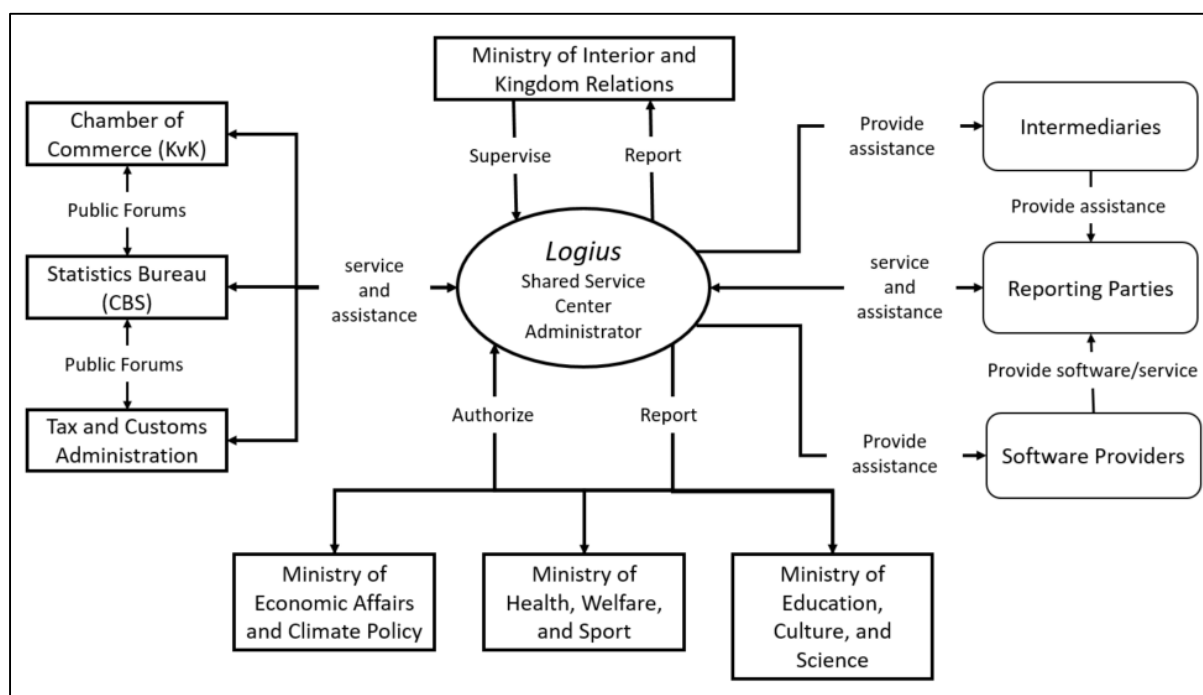 Ministry of Interior and
Kingdom Relations
Chamber of
Commerce (KvK)
Provide
assistance
Intermediaries
Supervise
Report
Public Forums
Provide assistance
Logius
Shared Service
Center
Administrator
Statistics Bureau
(CBS)
service
and
assistance
service
and
assistance
Reporting Parties
Public Forums
Provide software/service
Authorize
Report
Tax and Customs
Administration
Provide
assistance
Software Providers
Ministry of
Economic Affairs
and Climate Policy
Ministry of
Health, Welfare,
and Sport
Ministry of
Education,
Culture, and
Science